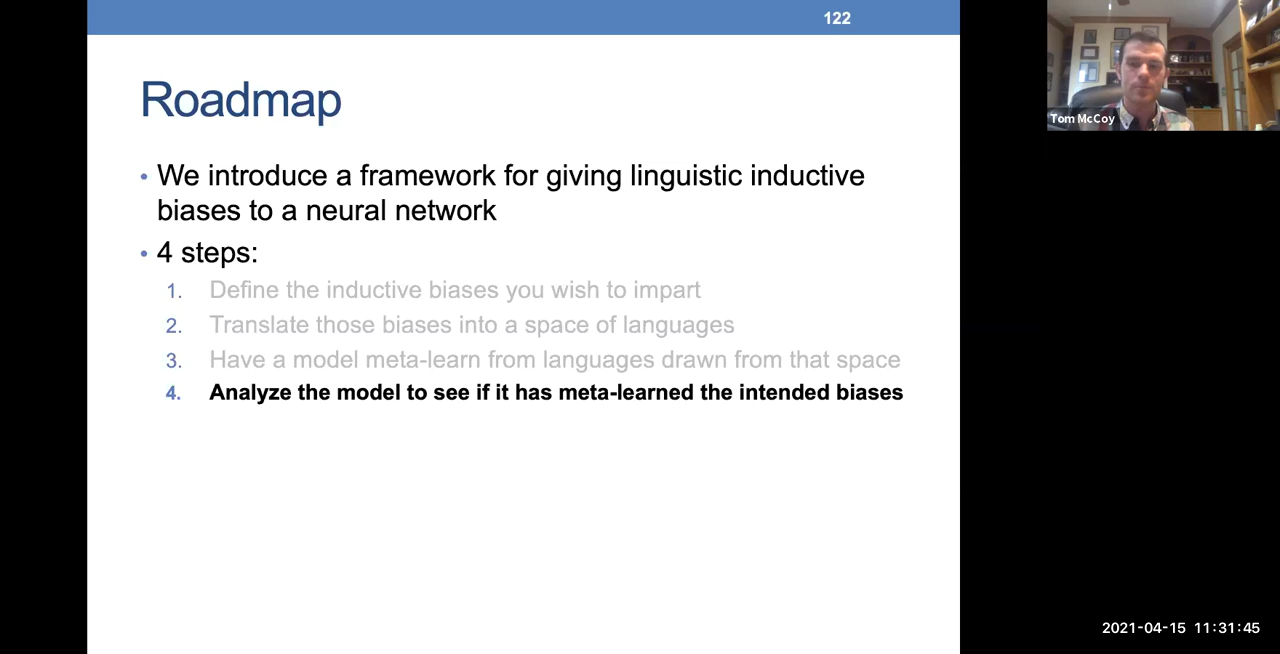 122
Roadmap
• We introduce a framework for giving linguistic inductive
biases to a neural network
• 4 steps:
1. Define the inductive biases you wish to impart
2. Translate those biases into a space of languages
3. Have a model meta-learn from languages drawn from that space
4. Analyze the model to see if it has meta-learned the intended biases
Tom McCoy
2021-04-15 11:31:45